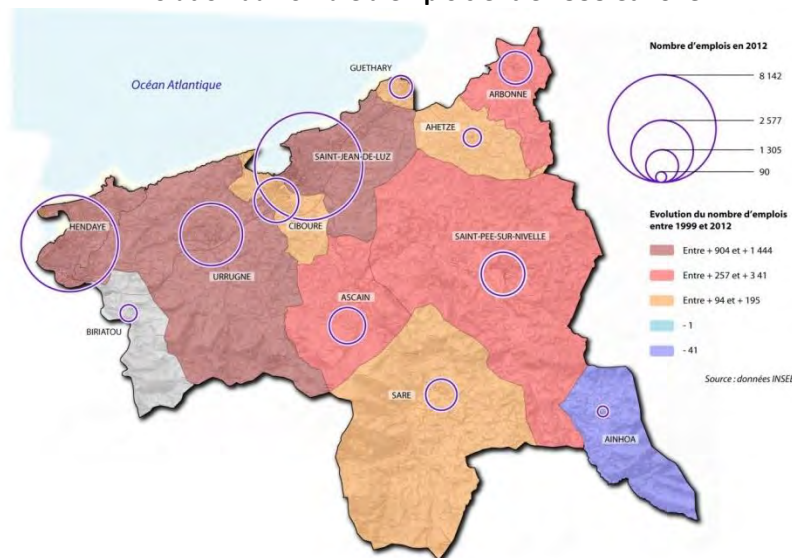 Océan Atlantique
GUETHARY
ARBONNE
AHETZE
SAINT-JEAN-DE-LUZ
HENDAYE
CIBOURE
URRUGNE
SAINT-PEE-SUR-NIVELLE
ASCAIN
BIRIATOU
SARE
AINHOA
Nombre d'emplois en 2012
8 142
2 577
1 305
90
Evolution du nombre d'emplois
entre 1999 et 2012
Entre + 904 et + 1 444
Entre + 257 et + 3 41
Entre + 94 et + 195
- 1
- 41
Source : données INSEE